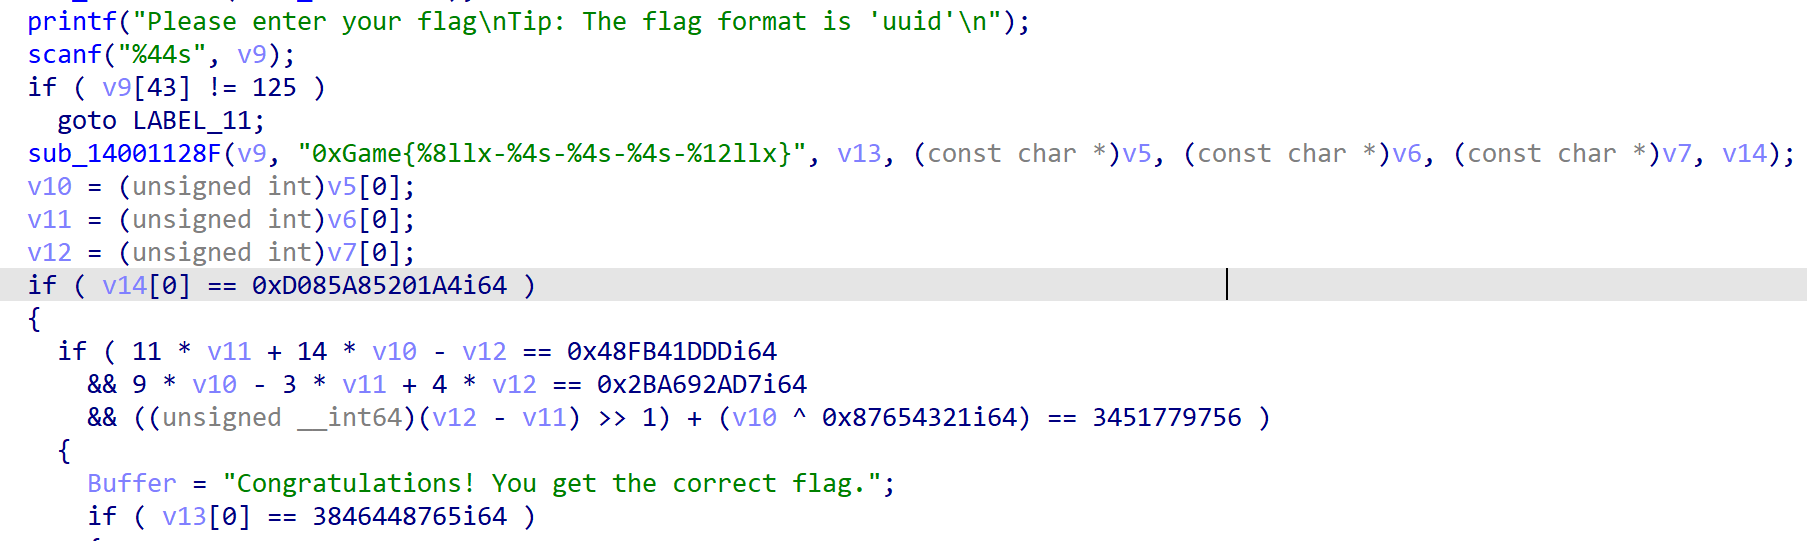 printf("Please enter your flag\nTip: The flag format is 'uuid'\n");
scanf("%44s", v9);
if ( v9[43] != 125 )
goto LABEL_11;
sub_14001128F(v9, "0xGame{%8llx-%4s-%4s-%4s-%12llx}", v13, (const char *)v5, (const char *)v6, (const char *)v7, v14);
v10 = (unsigned int)v5[0];
v11 = (unsigned int)v6[0];
v12 = (unsigned int)v7[0];
if ( v14[0] == 0xD085A85201A4i64 )
{
if ( 11 * v11 + 14 * v10 - v12 == 0x48FB41DDDi64
&& 9 * v10 - 3 * v11 + 4 * v12 == 0x2BA692AD7i64
&& ((unsigned __int64)(v12 - v11) >> 1) + (v10 ^ 0x87654321i64) == 3451779756 )
{
Buffer = "Congratulations! You get the correct flag.";
if ( v13[0] == 3846448765i64 )